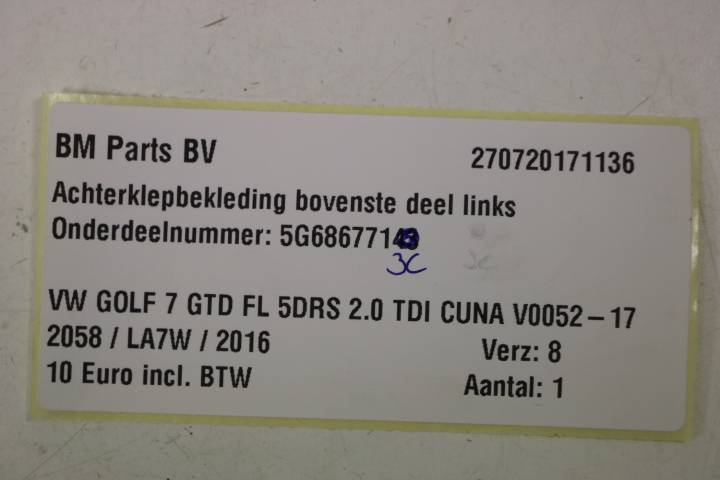 BM Parts BV 270720171136
Achterklepbekleding bovenste deel links
Onderdeelnummer:
3C
VW GOLF 7 GTD FL 5DRS 2.0 TDI CUNA V0052-17
2058 / LA7W / 2016 Verz: 8
10 Euro incl. BTW Aantal: 1